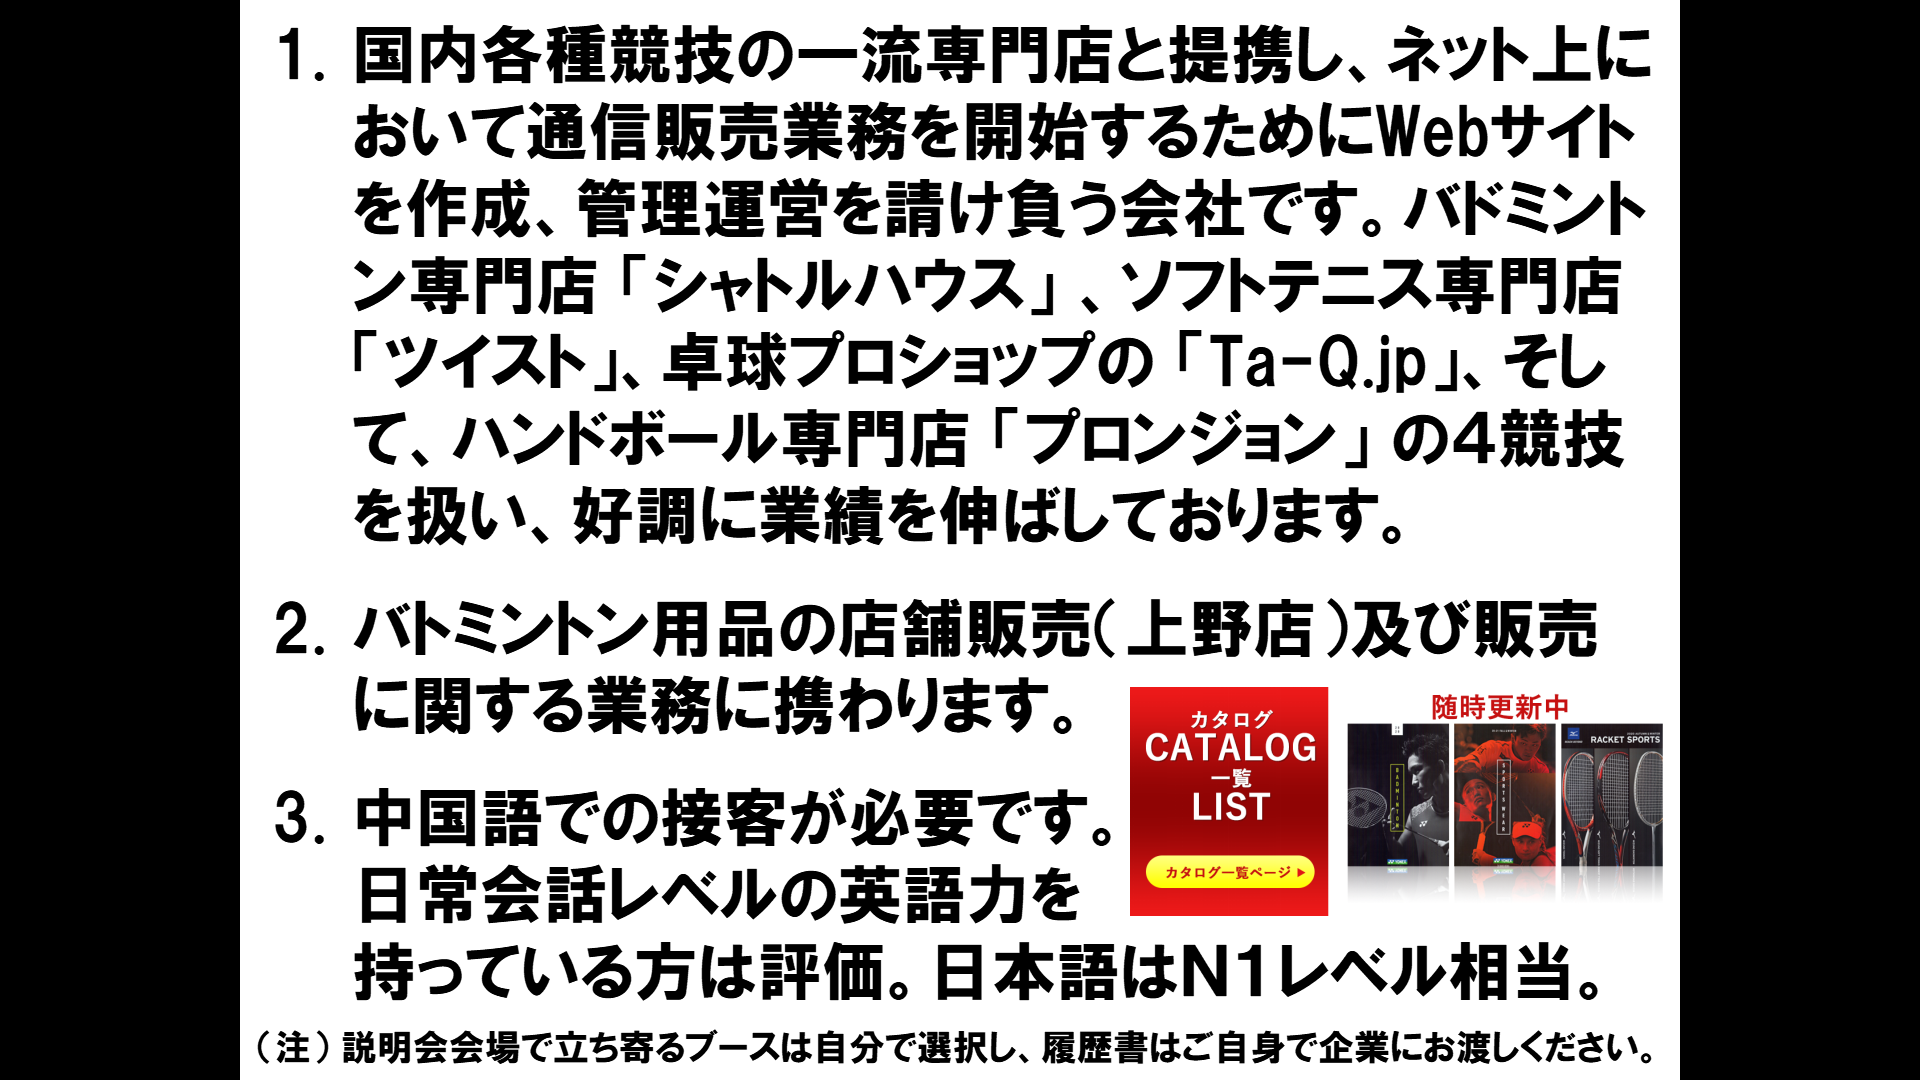 1. 国内各種競技の一流専門店と提携し、ネット上に
おいて通信販売業務を開始するためにWebサイト
を作成、管理運営を請け負う会社です。バドミント
ン専門店「シャトルハウス」、ソフトテニス専門店
「ツイスト」、卓球プロショップの「Ta-Q.jp」、そし
て、ハンドボール専門店「プロンジョン」の4競技
を扱い、好調に業績を伸ばしております。
2. バトミントン用品の店舗販売(上野店)及び販売
に関する業務に携わります。
3. 中国語での接客が必要です。
日常会話レベルの英語力を
持っている方は評価。日本語はN1レベル相当。
カタログ
CATALOG
一覧
LIST
カタログ一覧ページ▶
随時更新中
BADMINTON
YONEX
SPORTS WEAR
YONEX
RACKET SPORTS
(注)説明会会場で立ち寄るブースは自分で選択し、履歴書はご自身で企業にお渡しください。